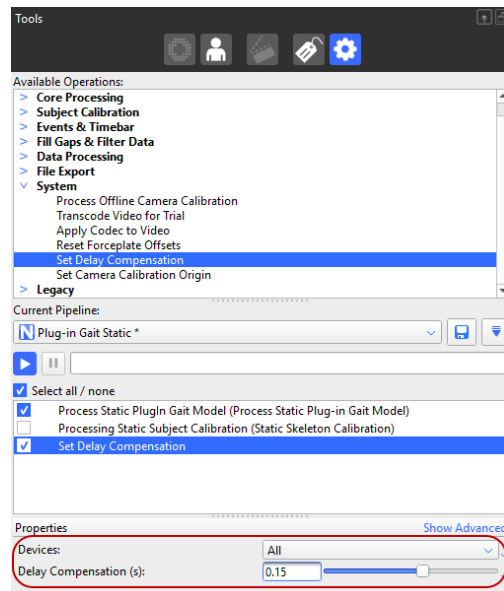 Tools
Available Operations:
> Core Processing
> Subject Calibration
> Events & Timebar
> Fill Gaps & Filter Data
> Data Processing
> File Export
˅ System
Process Offline Camera Calibration
Transcode Video for Trial
Apply Codec to Video
Reset Forceplate Offsets
Set Delay Compensation
Set Camera Calibration Origin
> Legacy
Current Pipeline:
N Plug-in Gait Static *
Select all / none
Process Static PlugIn Gait Model (Process Static Plug-in Gait Model)
Processing Static Subject Calibration (Static Skeleton Calibration)
Set Delay Compensation
Properties Show Advanced
Devices: All
Delay Compensation (s): 0.15